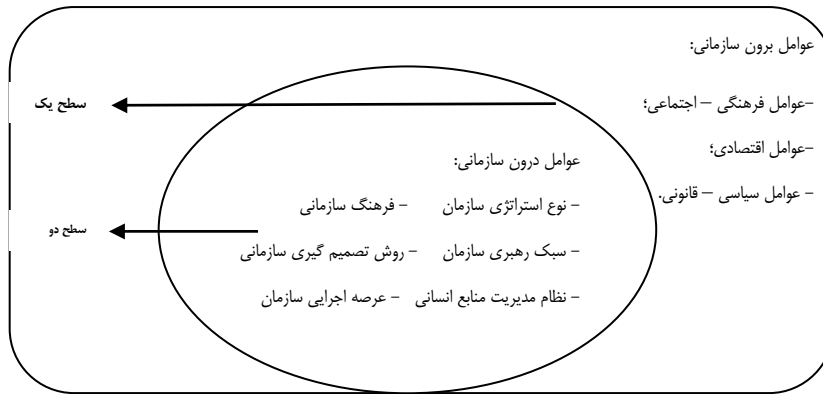 عوامل برون سازمانی:
-عوامل فرهنگی – اجتماعی؛
-عوامل اقتصادی؛
- عوامل سیاسی – قانونی.
سطح یک
عوامل درون سازمانی:
- نوع استراتژی سازمان - فرهنگ سازمانی
- سبک رهبری سازمان - روش تصمیم گیری سازمانی
- نظام مدیریت منابع انسانی - عرصه اجرایی سازمان
سطح دو